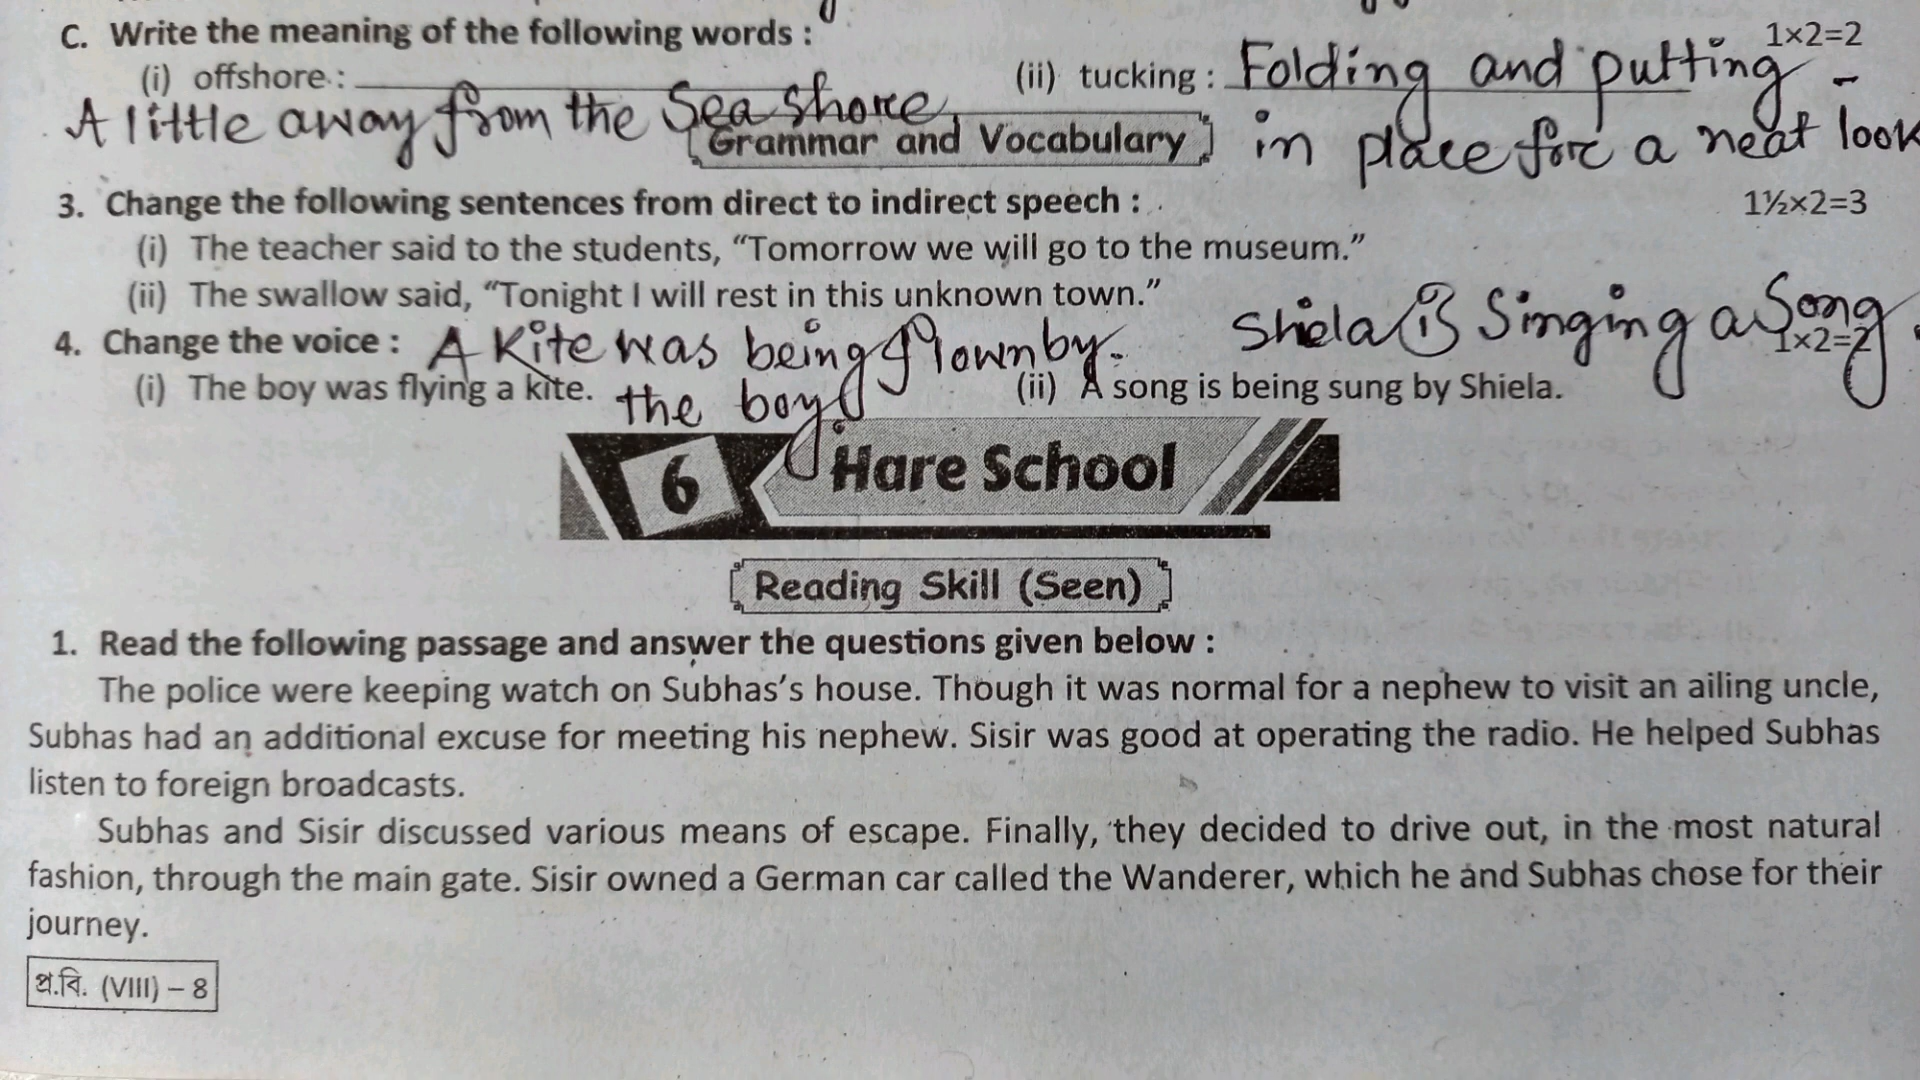 C. Write the meaning of the following words : 1×2=2
(i) offshore : (ii) tucking : Folding and putting
A little away from the Sea shore in place for a neat look
Grammar and Vocabulary
3. Change the following sentences from direct to indirect speech : 1½×2=3
(i) The teacher said to the students, “Tomorrow we will go to the museum.”
(ii) The swallow said, “Tonight I will rest in this unknown town.”
Shiela is Singing a Song
4. Change the voice : A Kite was being flown by 1×2=2
(i) The boy was flying a kite. the boy (ii) A song is being sung by Shiela.
6 Hare School
Reading Skill (Seen)
1. Read the following passage and answer the questions given below :
The police were keeping watch on Subhas’s house. Though it was normal for a nephew to visit an ailing uncle,
Subhas had an additional excuse for meeting his nephew. Sisir was good at operating the radio. He helped Subhas
listen to foreign broadcasts.
Subhas and Sisir discussed various means of escape. Finally, they decided to drive out, in the most natural
fashion, through the main gate. Sisir owned a German car called the Wanderer, which he and Subhas chose for their
journey.
প্র.বি. (VIII) – 8